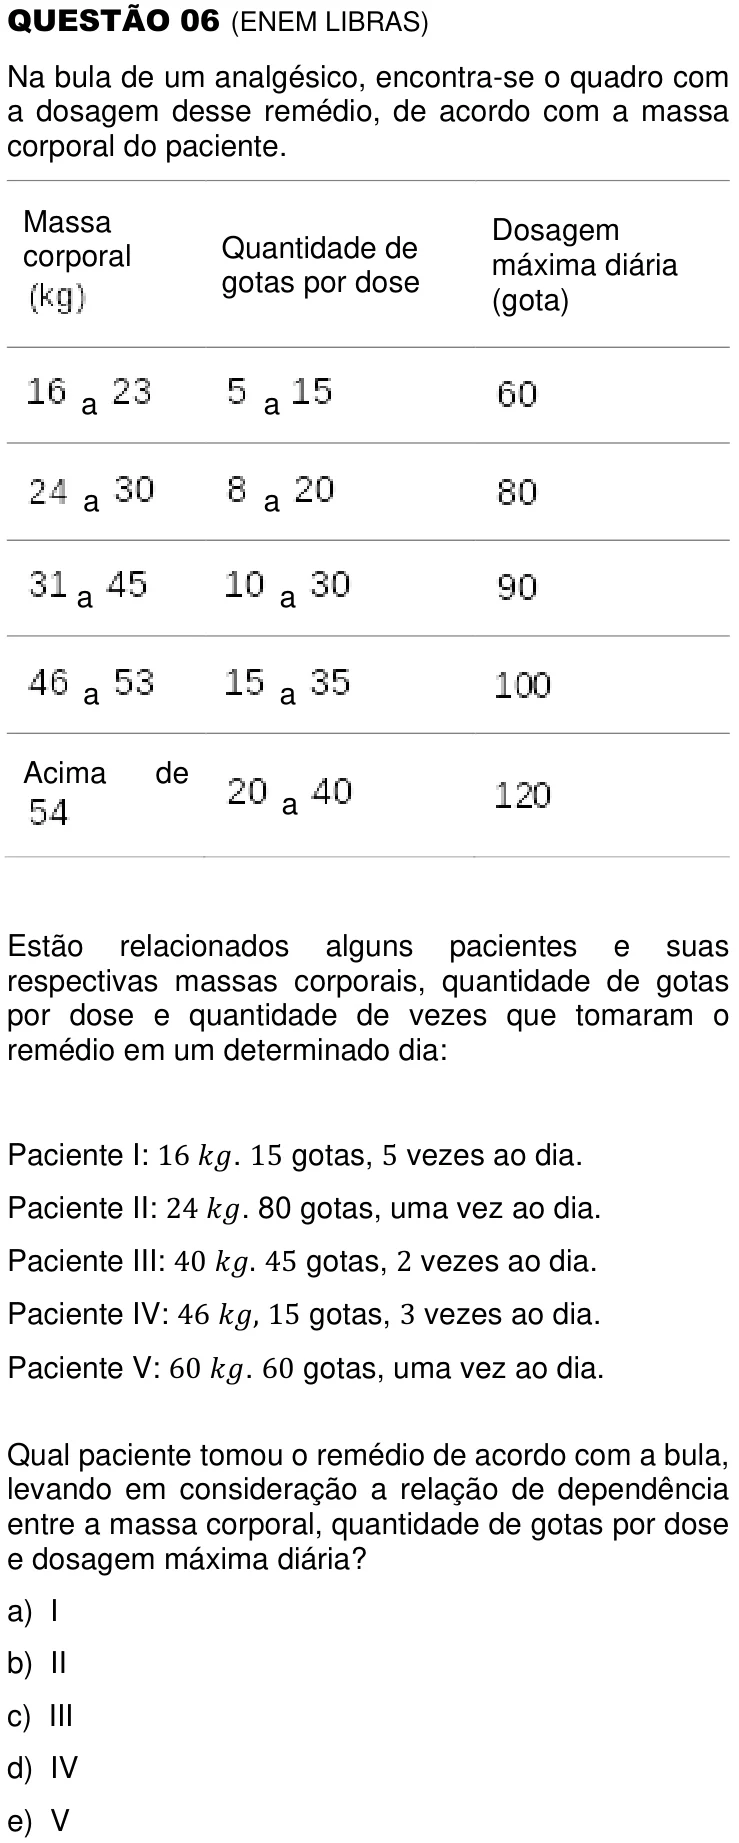 QUESTÃO 06 (ENEM LIBRAS)
Na bula de um analgésico, encontra-se o quadro com
a dosagem desse remédio, de acordo com a massa
corporal do paciente.
Massa corporal (kg) Quantidade de gotas por dose Dosagem máxima diária (gota)
16 a 23 5 a 15 60
24 a 30 8 a 20 80
31 a 45 10 a 30 90
46 a 53 15 a 35 100
Acima de 54 20 a 40 120
Estão relacionados alguns pacientes e suas
respectivas massas corporais, quantidade de gotas
por dose e quantidade de vezes que tomaram o
remédio em um determinado dia:
Paciente I: 16 kg. 15 gotas, 5 vezes ao dia.
Paciente II: 24 kg. 80 gotas, uma vez ao dia.
Paciente III: 40 kg. 45 gotas, 2 vezes ao dia.
Paciente IV: 46 kg, 15 gotas, 3 vezes ao dia.
Paciente V: 60 kg. 60 gotas, uma vez ao dia.
Qual paciente tomou o remédio de acordo com a bula,
levando em consideração a relação de dependência
entre a massa corporal, quantidade de gotas por dose
e dosagem máxima diária?
a) I
b) II
c) III
d) IV
e) V